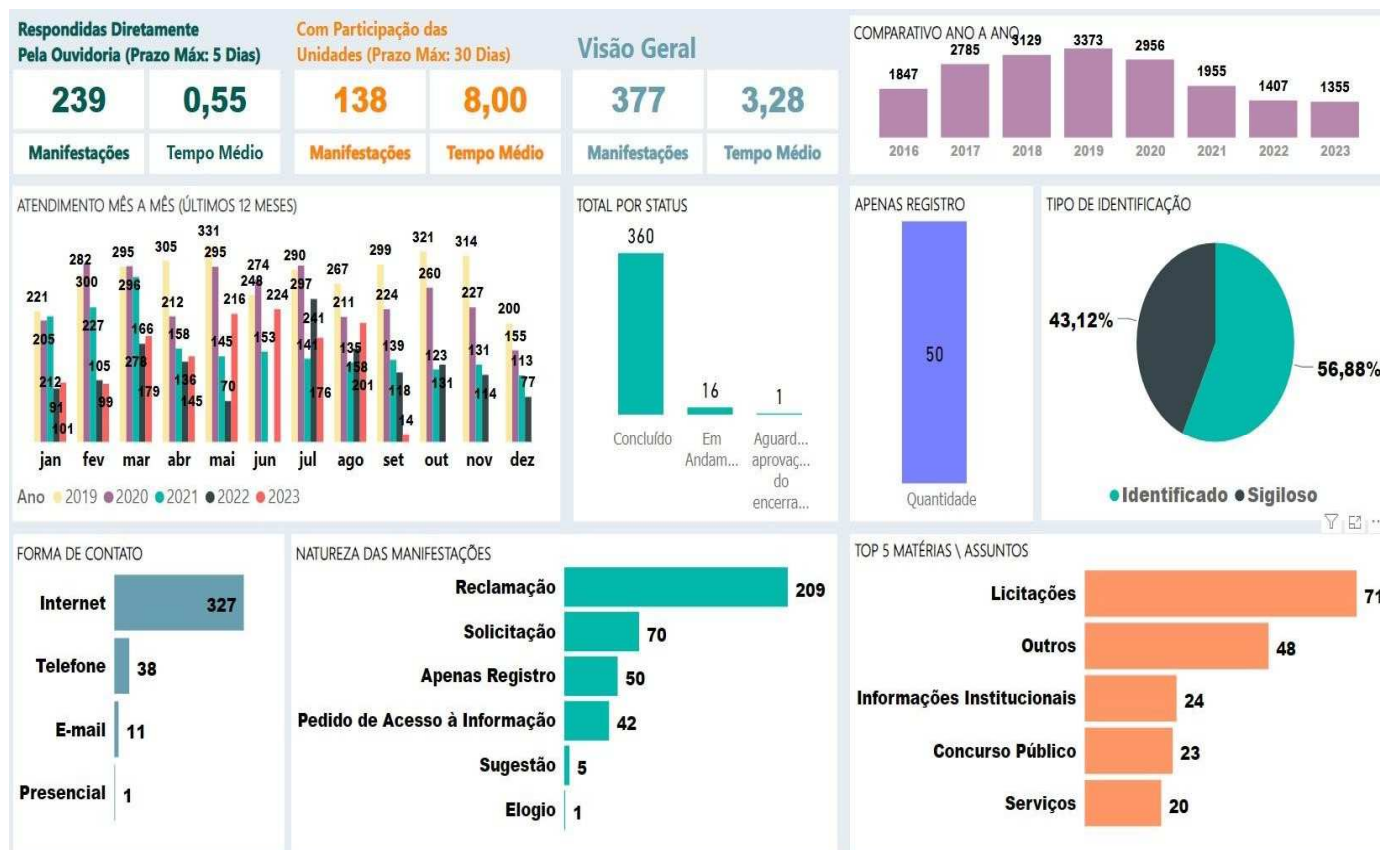 Respondidas Diretamente
Pela Ouvidoria (Prazo Máx: 5 Dias)
239
0,55
Manifestações
Tempo Médio
Com Participação das
Unidades (Prazo Máx: 30 Dias)
138
8,00
Manifestações
Tempo Médio
Visão Geral
377
3,28
Manifestações
Tempo Médio
COMPARATIVO ANO A ANO
1847
2785
3129
3373
2956
1955
1407
1355
2016 2017 2018 2019 2020 2021 2022 2023
ATENDIMENTO MÊS A MÊS (ÚLTIMOS 12 MESES)
221
205
212
91
101
282
300
227
105
99
295
296
278
166
179
305
212
158
136
145
331
295
145
70
216
248
274
153
224
290
297
141
241
176
267
211
135
158
201
299
224
139
118
14
321
260
123
131
314
227
131
114
200
155
113
77
jan fev mar abr mai jun jul ago set out nov dez
Ano 2019 2020 2021 2022 2023
TOTAL POR STATUS
360
16
1
Concluído
Em
Andam...
Aguard...
aprovaç...
do
encerra...
APENAS REGISTRO
50
Quantidade
TIPO DE IDENTIFICAÇÃO
43,12%
56,88%
Identificado Sigiloso
FORMA DE CONTATO
Internet 327
Telefone 38
E-mail 11
Presencial 1
NATUREZA DAS MANIFESTAÇÕES
Reclamação 209
Solicitação 70
Apenas Registro 50
Pedido de Acesso à Informação 42
Sugestão 5
Elogio 1
TOP 5 MATÉRIAS \ ASSUNTOS
Licitações 71
Outros 48
Informações Institucionais 24
Concurso Público 23
Serviços 20